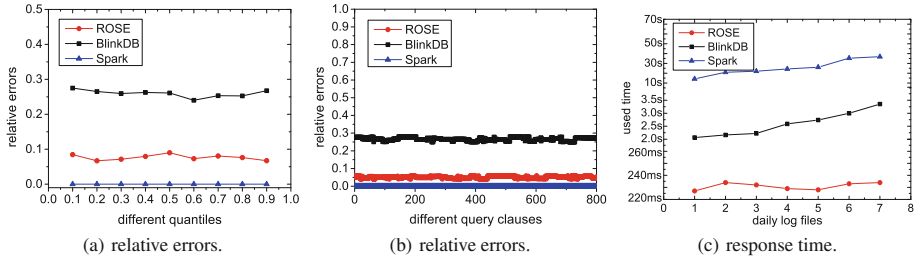 0.5
0.4
0.3
0.2
0.1
0.0
relative errors
ROSE
BlinkDB
Spark
0.0 0.1 0.2 0.3 0.4 0.5 0.6 0.7 0.8 0.9 1.0
different quantiles
(a) relative errors.
1.0
0.9
0.8
0.7
0.6
0.5
0.4
0.3
0.2
0.1
0.0
relative errors
ROSE
BlinkDB
Spark
0 200 400 600 800
different query clauses
(b) relative errors.
70s
50s
30s
10s
3.5s
2.5s
2.0s
260ms
240ms
220ms
used time
ROSE
BlinkDB
Spark
0 1 2 3 4 5 6 7 8
daily log files
(c) response time.